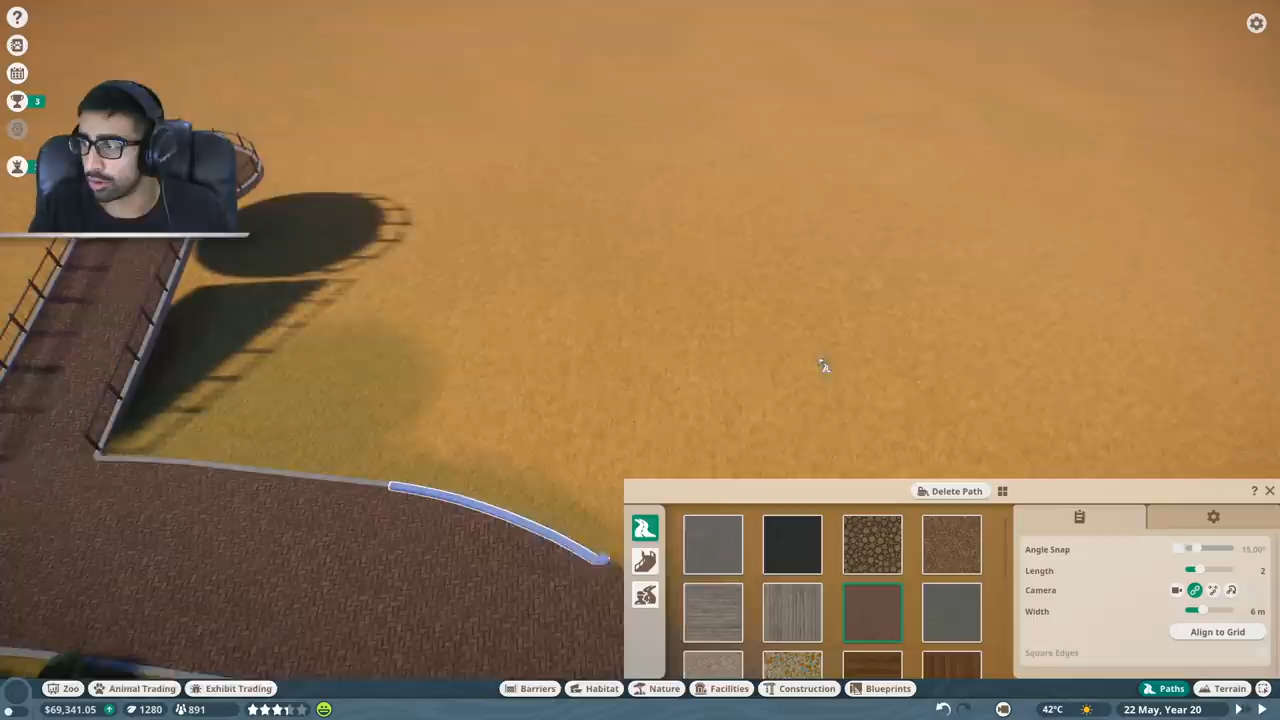 ?
3
Delete Path
?
Angle Snap 15.00°
Length 2
Camera
Width 6 m
Align to Grid
Square Edges
Zoo Animal Trading Exhibit Trading Barriers Habitat Nature Facilities Construction Blueprints Paths Terrain
$69,341.05 1280 891 42°C 22 May, Year 20